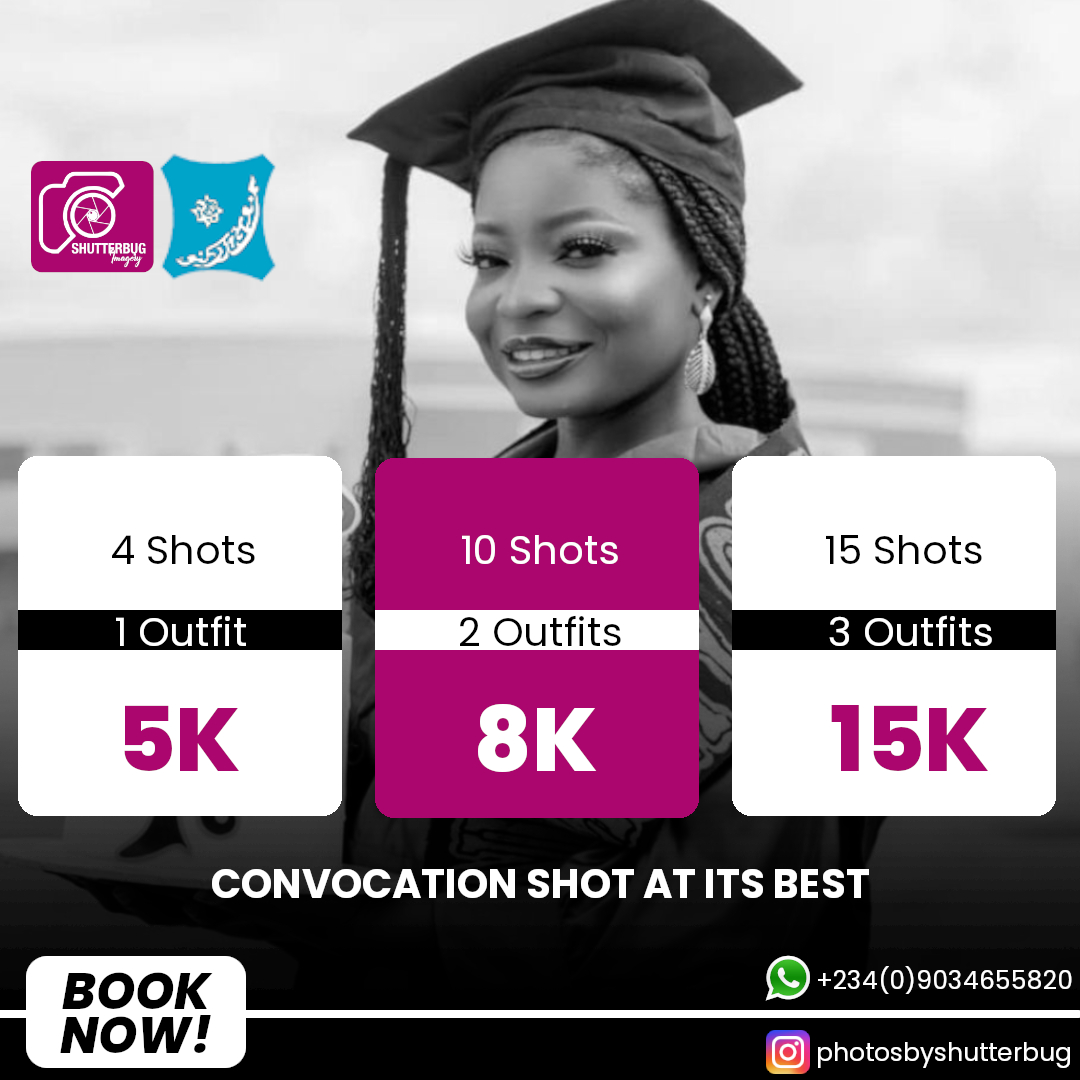 SHUTTERBUG
Imagery
4 Shots
1 Outfit
5K
10 Shots
2 Outfits
8K
15 Shots
3 Outfits
15K
CONVOCATION SHOT AT ITS BEST
BOOK
NOW!
+234(0)9034655820
photosbyshutterbug